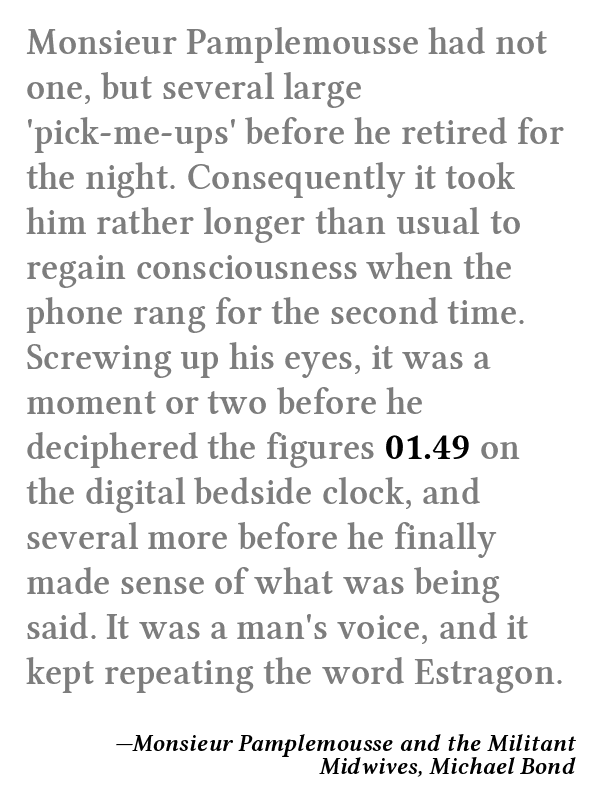 Monsieur Pamplemousse had not
one, but several large
'pick-me-ups' before he retired for
the night. Consequently it took
him rather longer than usual to
regain consciousness when the
phone rang for the second time.
Screwing up his eyes, it was a
moment or two before he
deciphered the figures 01.49 on
the digital bedside clock, and
several more before he finally
made sense of what was being
said. It was a man's voice, and it
kept repeating the word Estragon.
—Monsieur Pamplemousse and the Militant
Midwives, Michael Bond